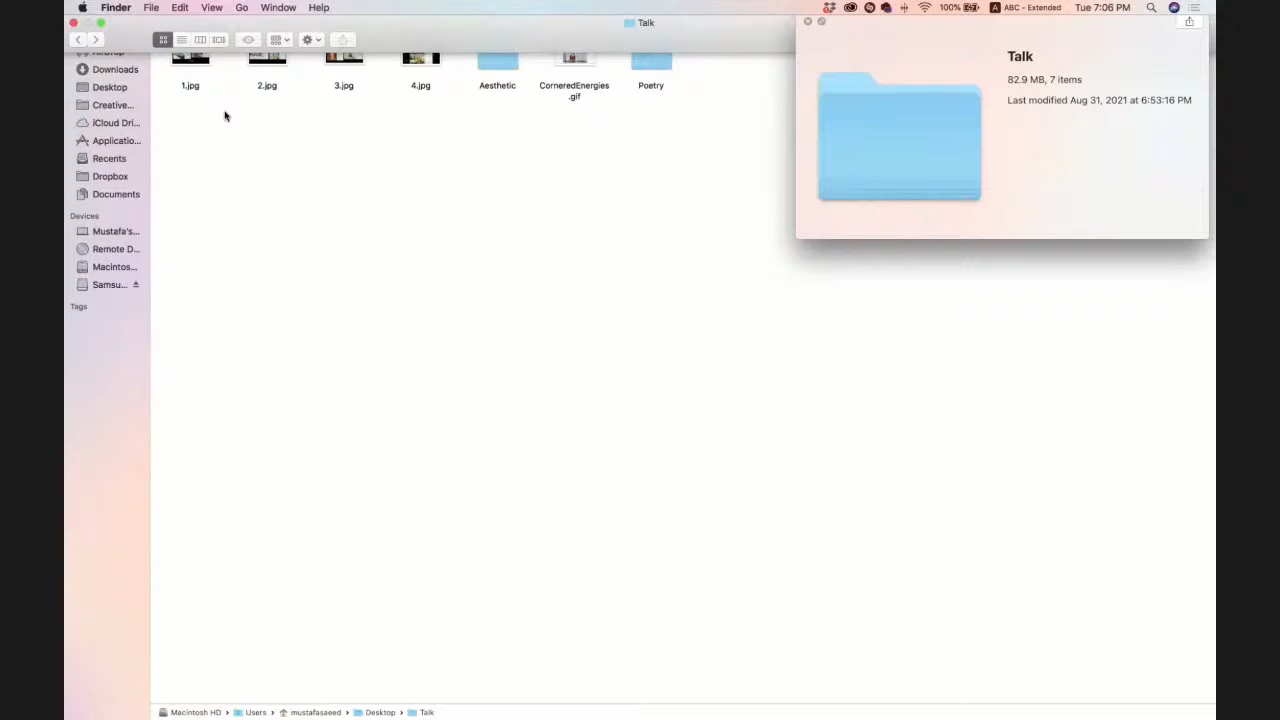 Finder File Edit View Go Window Help
100% ABC - Extended Tue 7:06 PM
Talk
Downloads
Desktop
Creative...
iCloud Dri...
Applicatio...
Recents
Dropbox
Documents
Devices
Mustafa's...
Remote D...
Macintos...
Samsu...
Tags
1.jpg
2.jpg
3.jpg
4.jpg
Aesthetic
CorneredEnergies
.gif
Poetry
Talk
82.9 MB, 7 items
Last modified Aug 31, 2021 at 6:53:16 PM
Macintosh HD › Users › mustafasaeed › Desktop › Talk